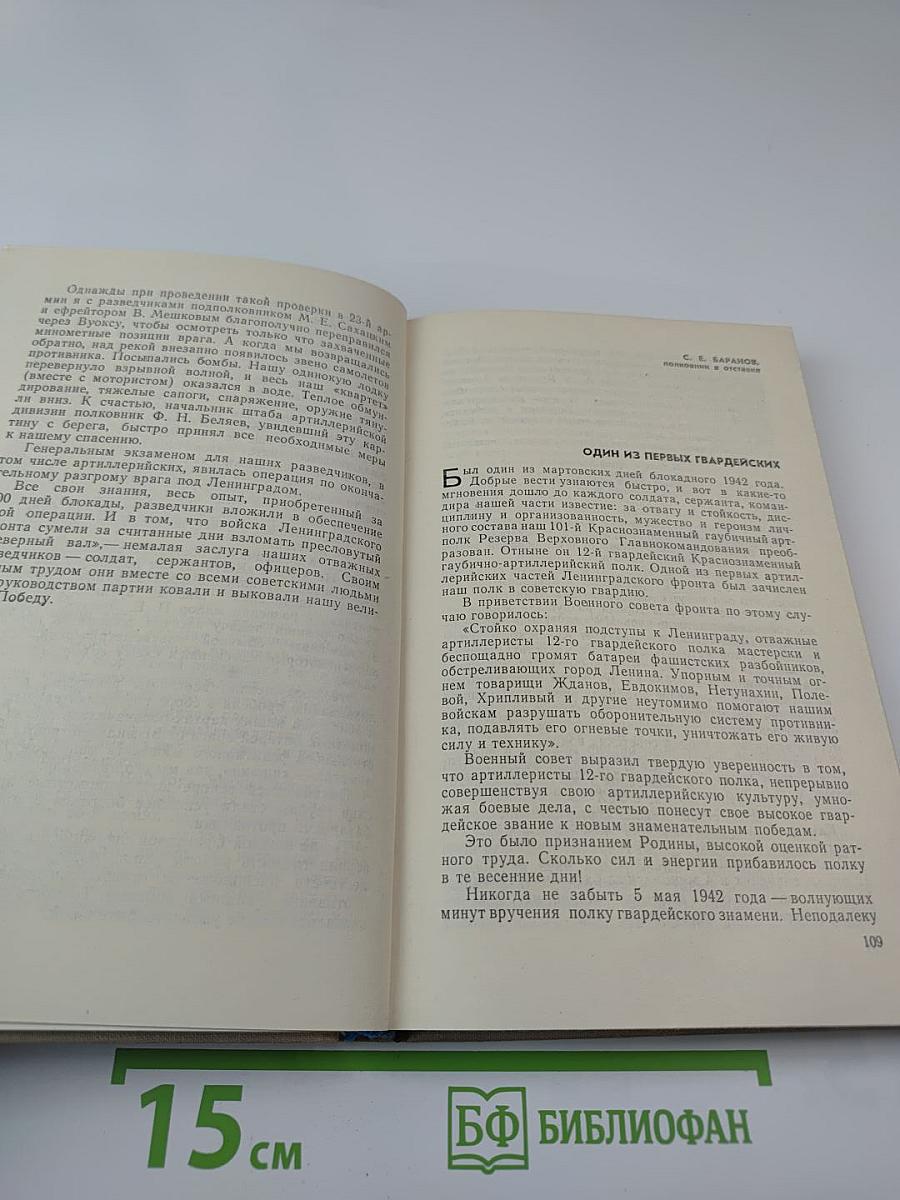 Однажды при проведении такой проверки в 23-й ар-
мии я с разведчиками подполковником М. Е. Саханким
и ефрейтором В. Мешковым благополучно переправился
через Вуоксу, чтобы осмотреть только что захваченные
минометные позиции врага. А когда мы возвращались
обратно, над рекой внезапно появилось звено самолетов
противника. Посыпались бомбы. Нашу одинокую лодку
перевернуло взрывной волной, и весь наш «квартет»
(вместе с мотористом) оказался в воде. Теплое обмун-
дирование, тяжелые сапоги, снаряжение, оружие тяну-
ли вниз. К счастью, начальник штаба артиллерийской
дивизии полковник Ф. Н. Беляев, увидевший эту кар-
тину с берега, быстро принял все необходимые меры
к нашему спасению.
Генеральным экзаменом для наших разведчиков, в
том числе артиллерийских, явилась операция по оконча-
тельному разгрому врага под Ленинградом.
Все свои знания, весь опыт, приобретенный за
00 дней блокады, разведчики вложили в обеспечение
ой операции. И в том, что войска Ленинградского
онта сумели за считанные дни взломать пресловутый
еверный вал»,— немалая заслуга наших отважных
ведчиков — солдат, сержантов, офицеров. Своим
ным трудом они вместе со всеми советскими людьми
руководством партии ковали и выковали нашу вели-
Победу.
С. Е. БАРАНОВ,
полковник в отставке
ОДИН ИЗ ПЕРВЫХ ГВАРДЕЙСКИХ
Был один из мартовских дней блокадного 1942 года.
Добрые вести узнаются быстро, и вот в какие-то
мгновения дошло до каждого солдата, сержанта, коман-
дира нашей части известие: за отвагу и стойкость, дис-
циплину и организованность, мужество и героизм лич-
ного состава наш 101-й Краснознаменный гаубичный арт-
полк Резерва Верховного Главнокомандования преоб-
разован. Отныне он 12-й гвардейский Краснознаменный
гаубично-артиллерийский полк. Одной из первых артил-
лерийских частей Ленинградского фронта был зачислен
наш полк в советскую гвардию.
В приветствии Военного совета фронта по этому слу-
чаю говорилось:
«Стойко охраняя подступы к Ленинграду, отважные
артиллеристы 12-го гвардейского полка мастерски и
беспощадно громят батареи фашистских разбойников,
обстреливающих город Ленина. Упорным и точным ог-
нем товарищи Жданов, Евдокимов, Нетунахин, Поле-
вой, Хрипливый и другие неутомимо помогают нашим
войскам разрушать оборонительную систему противни-
ка, подавлять его огневые точки, уничтожать его живую
силу и технику».
Военный совет выразил твердую уверенность в том,
что артиллеристы 12-го гвардейского полка, непрерывно
совершенствуя свою артиллерийскую культуру, умно-
жая боевые дела, с честью понесут свое высокое гвар-
дейское звание к новым знаменательным победам.
Это было признанием Родины, высокой оценкой рат-
ного труда. Сколько сил и энергии прибавилось полку
в те весенние дни!
Никогда не забыть 5 мая 1942 года — волнующих
минут вручения полку гвардейского знамени. Неподалеку
109
15 см
БФ БИБЛИОФАН